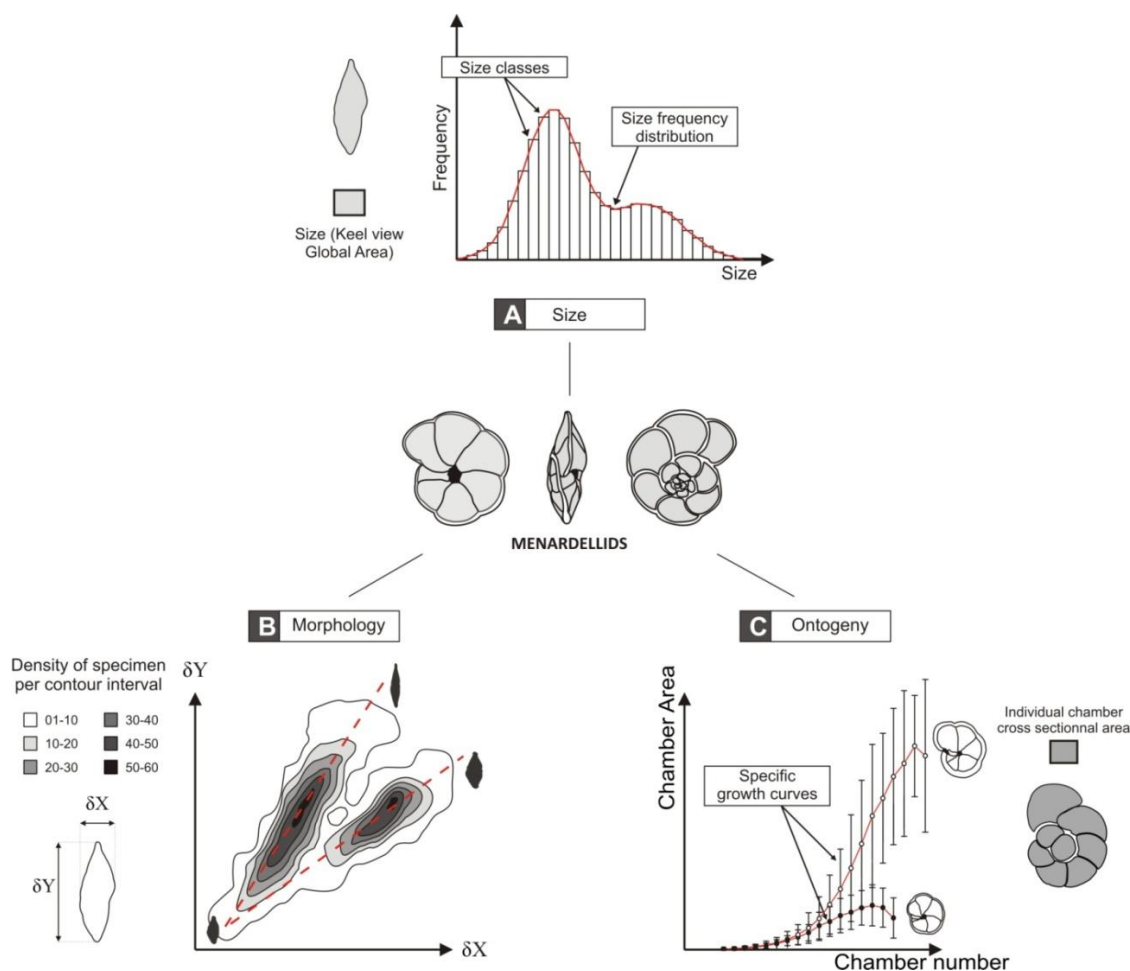 Size classes
Size frequency
distribution
Frequency
Size (Keel view
Global Area)
Size
A Size
MENARDELLIDS
B Morphology
C Ontogeny
Density of specimen
per contour interval
01-10
30-40
10-20
40-50
20-30
50-60
δX
δY
δY
δX
Chamber Area
Specific
growth curves
Individual chamber
cross sectionnal area
Chamber number